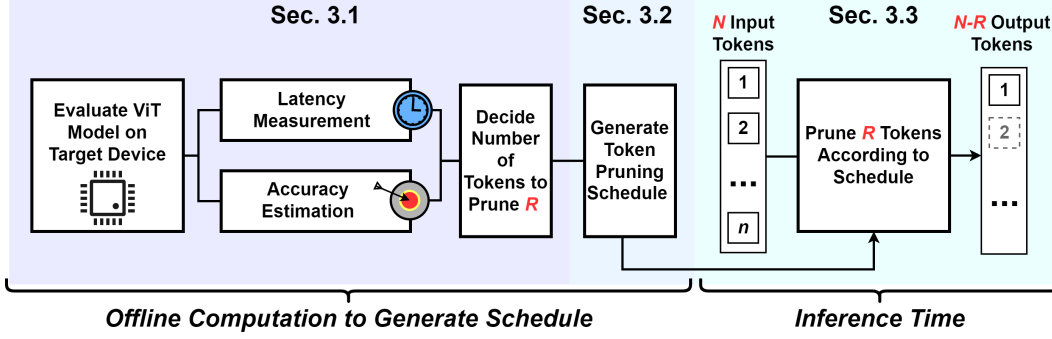 Sec. 3.1
Sec. 3.2
Sec. 3.3
Evaluate ViT
Model on
Target Device
Latency
Measurement
Accuracy
Estimation
Decide
Number
of
Tokens to
Prune R
Generate
Token
Pruning
Schedule
N Input
Tokens
1
2
...
n
Prune R Tokens
According to
Schedule
N-R Output
Tokens
1
2
...
Offline Computation to Generate Schedule
Inference Time